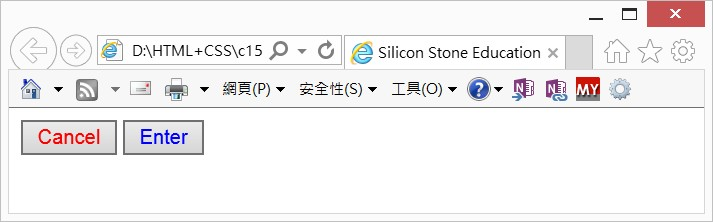 D:\HTML+CSS\c15 Silicon Stone Education
網頁(P) 安全性(S) 工具(O) ? N N MY
Cancel Enter